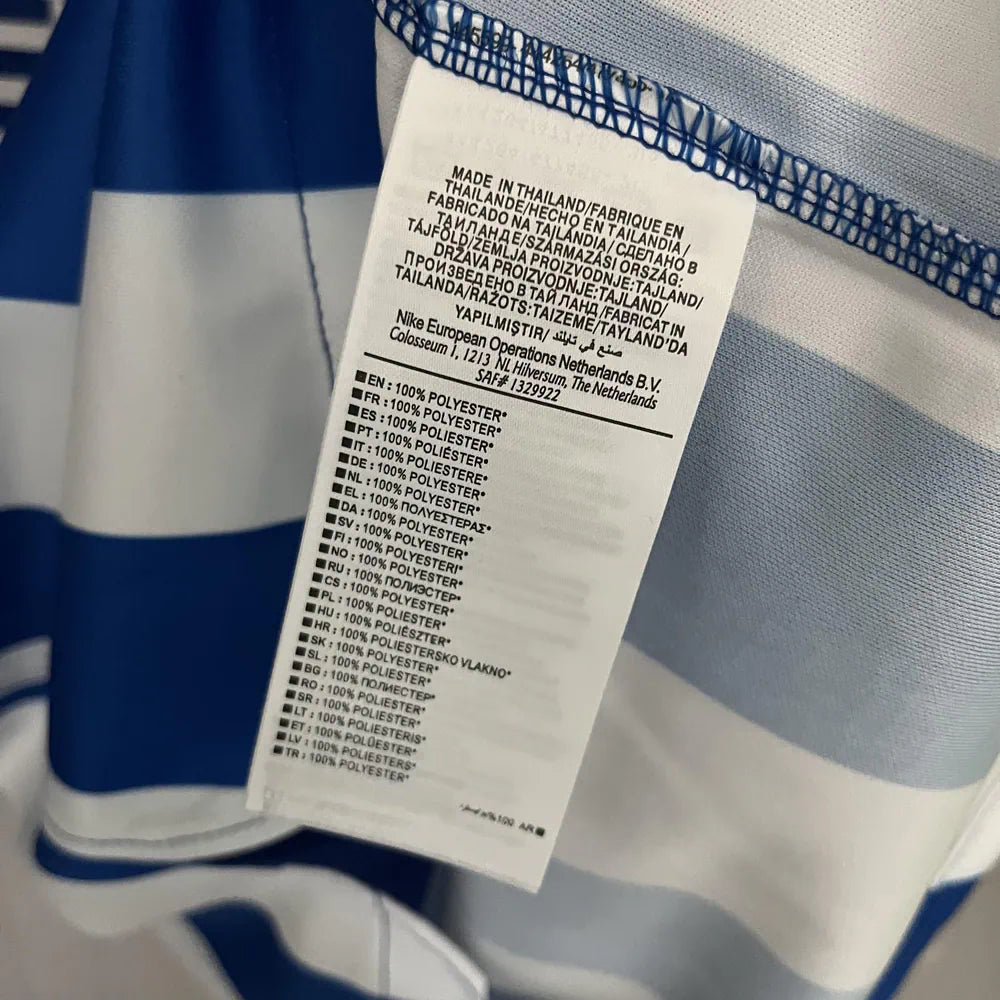 MADE IN THAILAND/FABRIQUE EN
THAILANDE/HECHO EN TAILANDIA/
FABRICADO NA TAILÂNDIA/ СДЕЛАНО В
ТАИЛАНДЕ/SZÁRMAZÁSI ORSZÁG:
TÁJFÖLD/ZEMLJA PROIZVODNJE:TAJLAND/
DRŽAVA PROIZVODNJE:TAJLAND/
ПРОИЗВЕДЕНО В ТАЙЛАНД/FABRICAT IN
TAILANDA/RAŽOTS:TAIZEME/TAYLAND'DA
YAPILMIŞTIR/ صنع في تايلند
Nike European Operations Netherlands B.V.
Colosseum 1, 1213 NL Hilversum, The Netherlands
SAF# 1329922
EN : 100% POLYESTER*
FR : 100% POLYESTER*
ES : 100% POLIÉSTER*
PT : 100% POLIÉSTER*
IT : 100% POLIESTERE*
DE : 100% POLYESTER*
NL : 100% POLYESTER*
EL : 100% ΠΟΛΥΕΣΤΕΡΑΣ*
DA : 100% POLYESTER*
SV : 100% POLYESTER*
FI : 100% POLYESTERI*
NO : 100% POLYESTER*
RU : 100% ПОЛИЭСТЕР*
CS : 100% POLYESTER*
PL : 100% POLIESTER*
HU : 100% POLIÉSZTER*
HR : 100% POLIESTERSKO VLAKNO*
SK : 100% POLYESTER*
SL : 100% POLIESTER*
BG : 100% ПОЛИЕСТЕР*
RO : 100% POLIESTER*
SR : 100% POLIESTER*
LT : 100% POLIESTERIS*
ET : 100% POLÜESTER*
LV : 100% POLIESTERS*
TR : 100% POLYESTER*